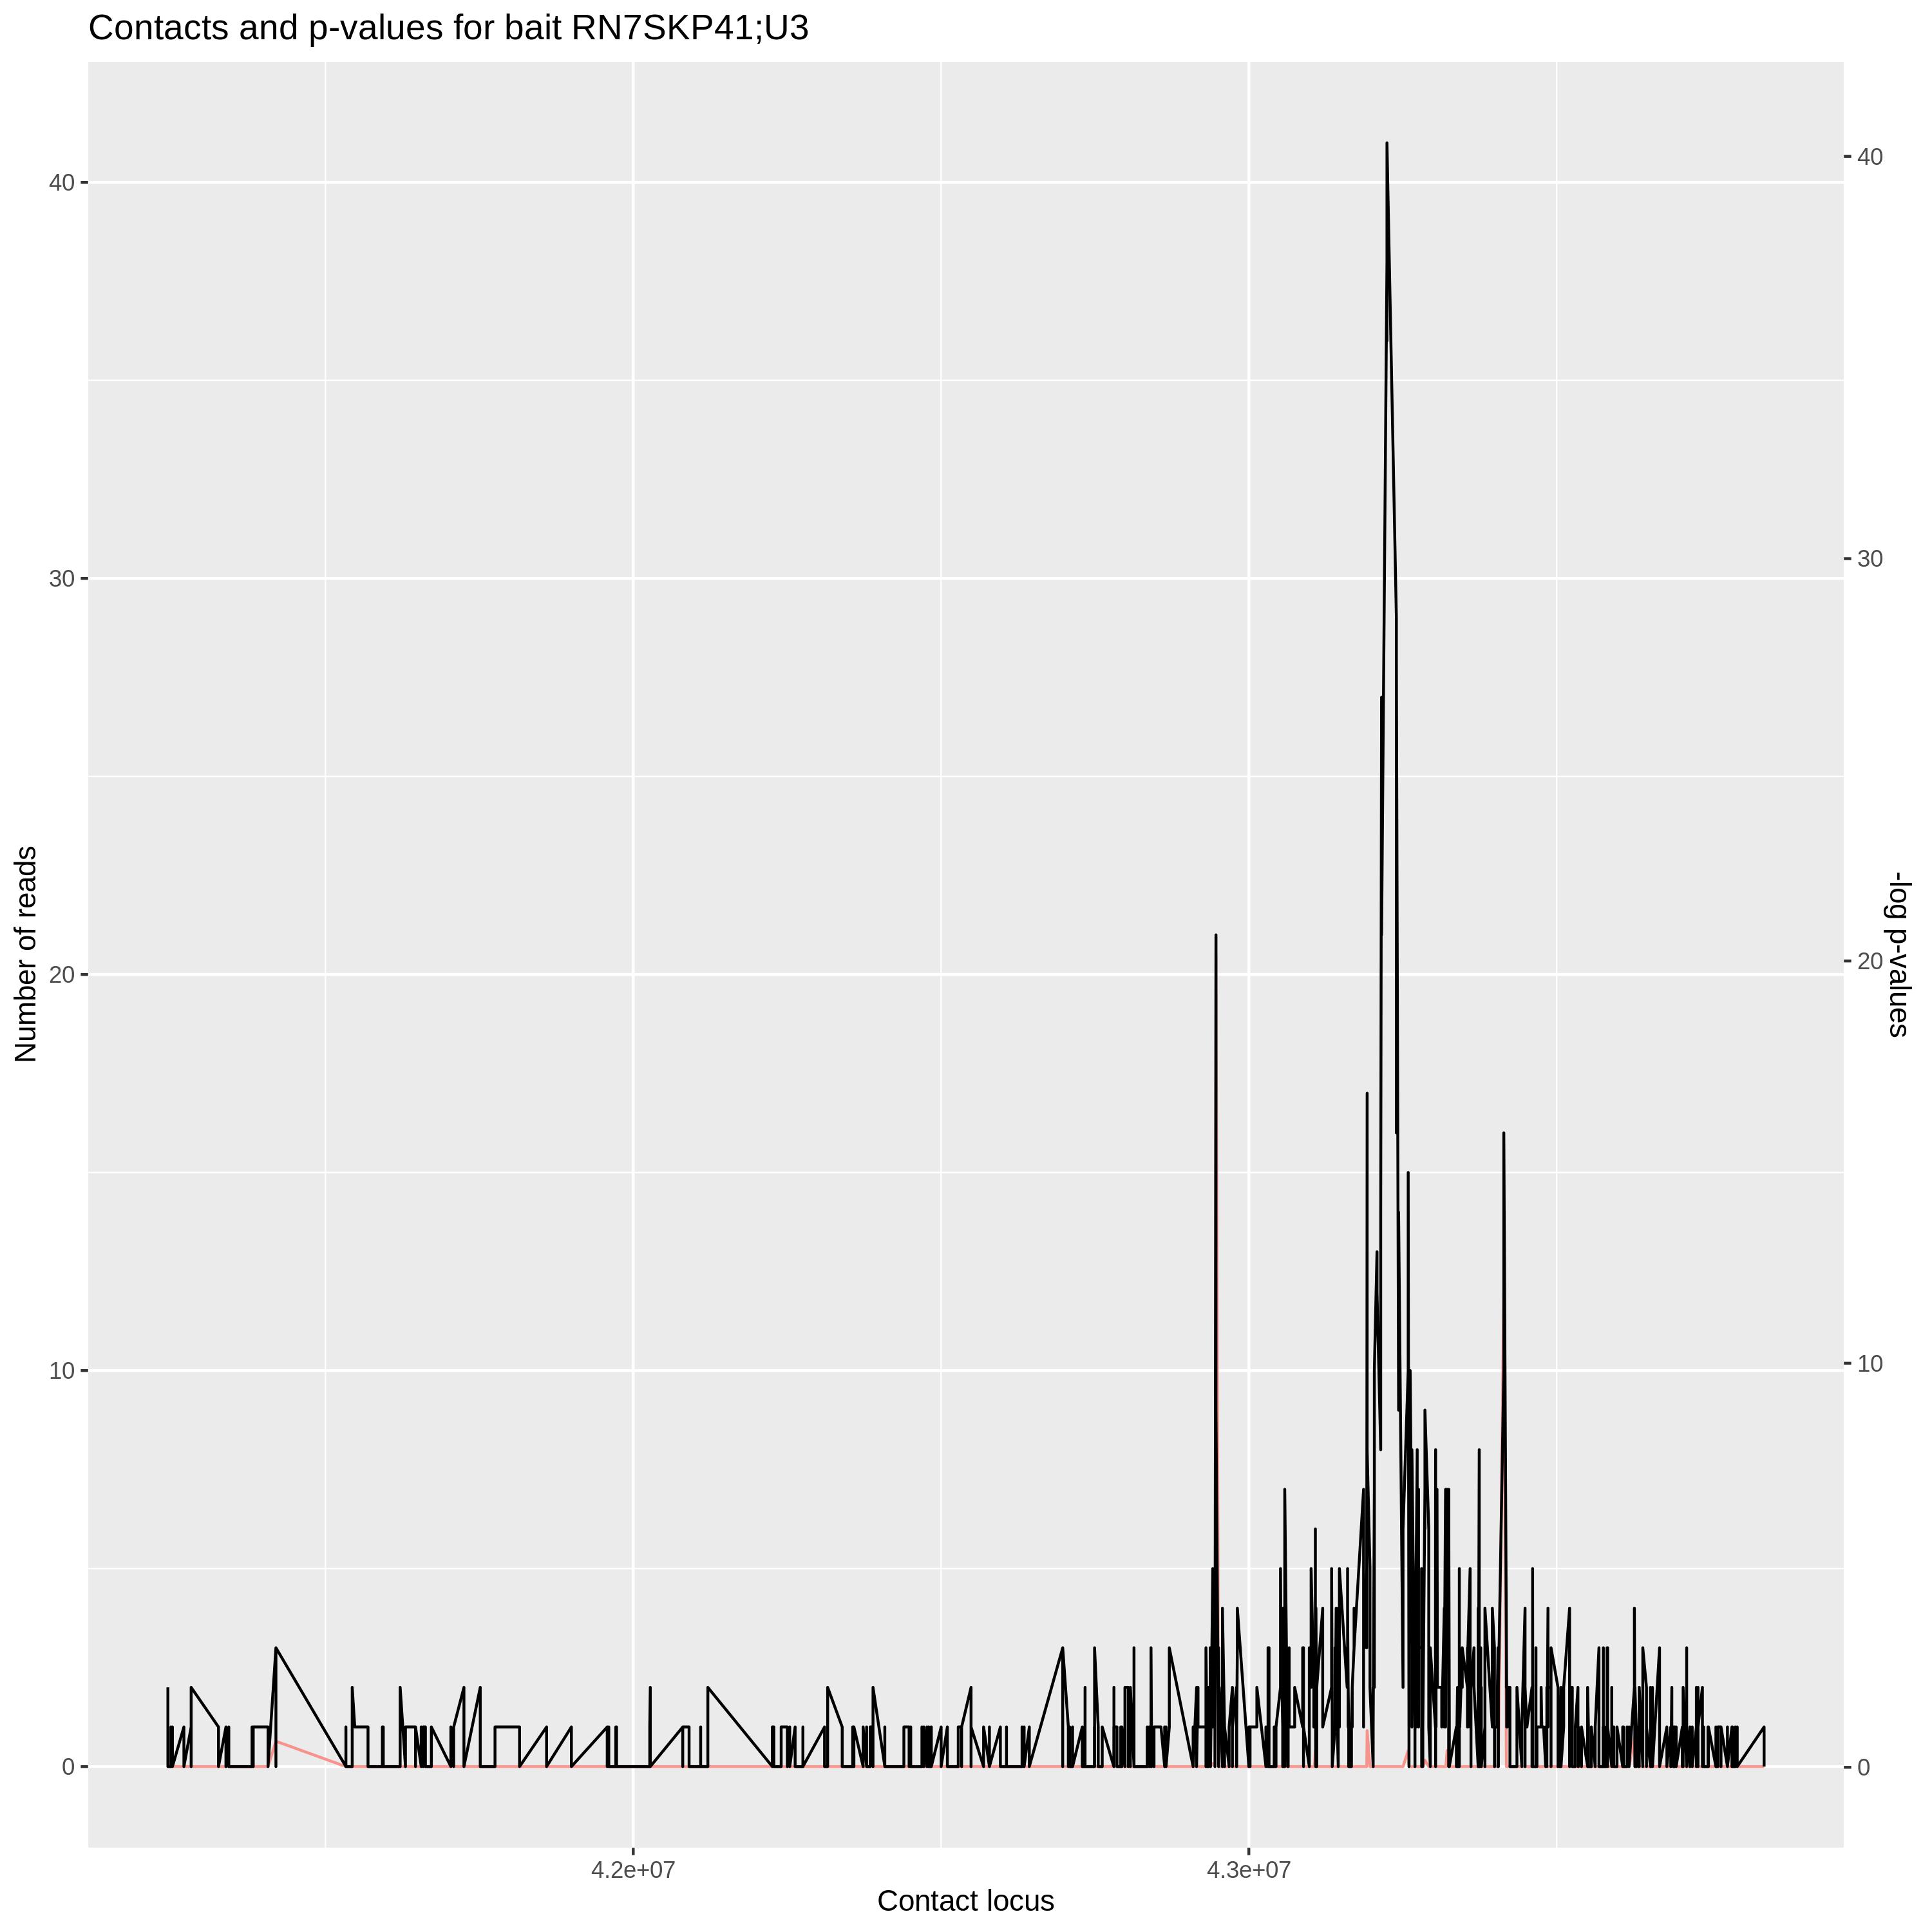 Contacts and p-values for bait RN7SKP41;U3
40
30
20
10
0
40
30
20
10
0
Number of reads
-log p-values
4.2e+07
4.3e+07
Contact locus